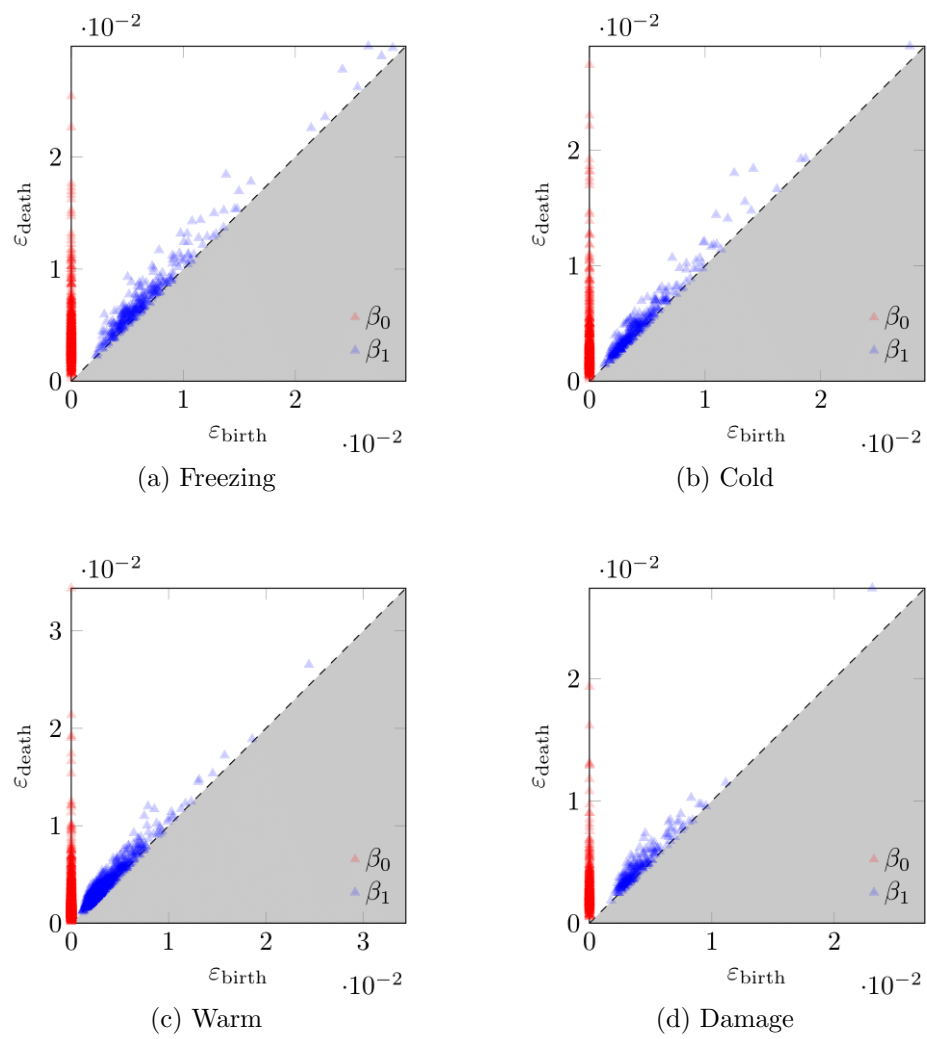 ·10⁻²
ε_death
2
1
0
0 1 2
β₀
β₁
ε_birth
·10⁻²
(a) Freezing
·10⁻²
ε_death
2
1
0
0 1 2
β₀
β₁
ε_birth
·10⁻²
(b) Cold
·10⁻²
ε_death
3
2
1
0
0 1 2 3
β₀
β₁
ε_birth
·10⁻²
(c) Warm
·10⁻²
ε_death
2
1
0
0 1 2
β₀
β₁
ε_birth
·10⁻²
(d) Damage